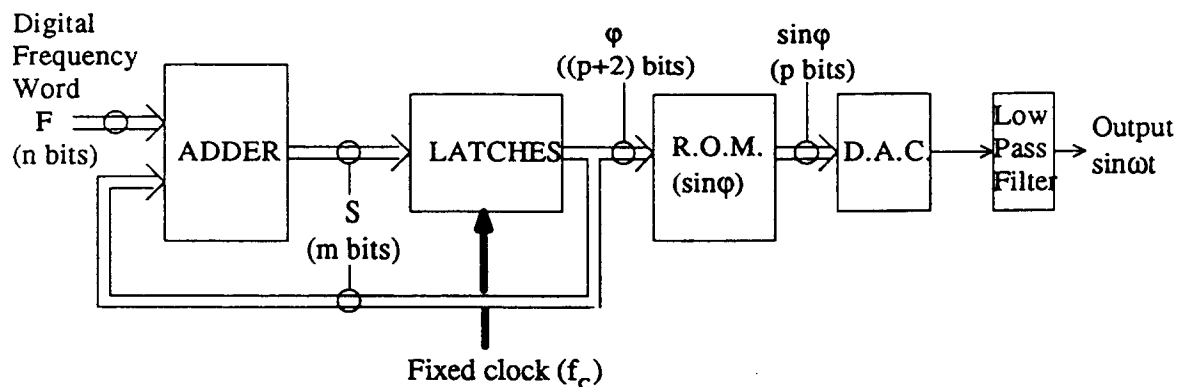 Digital
Frequency
Word
F
(n bits)
ADDER
S
(m bits)
LATCHES
Fixed clock (fc)
φ
((p+2) bits)
R.O.M.
(sinφ)
sinφ
(p bits)
D.A.C.
Low
Pass
Filter
Output
sinωt